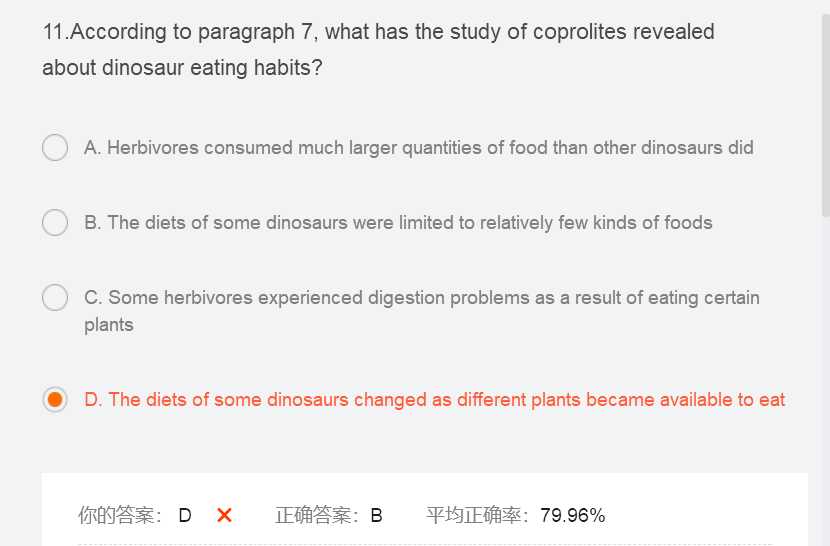 11.According to paragraph 7, what has the study of coprolites revealed
about dinosaur eating habits?
A. Herbivores consumed much larger quantities of food than other dinosaurs did
B. The diets of some dinosaurs were limited to relatively few kinds of foods
C. Some herbivores experienced digestion problems as a result of eating certain
plants
D. The diets of some dinosaurs changed as different plants became available to eat
你的答案： D × 正确答案：B 平均正确率：79.96%